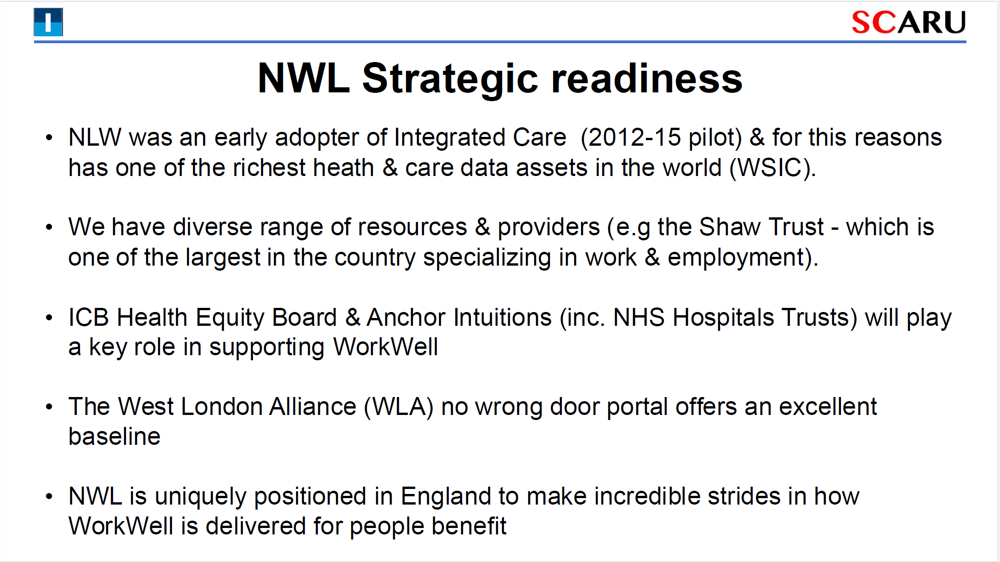 I
SCARU
NWL Strategic readiness
• NLW was an early adopter of Integrated Care  (2012-15 pilot) & for this reasons
has one of the richest heath & care data assets in the world (WSIC).
• We have diverse range of resources & providers (e.g the Shaw Trust - which is
one of the largest in the country specializing in work & employment).
• ICB Health Equity Board & Anchor Intuitions (inc. NHS Hospitals Trusts) will play
a key role in supporting WorkWell
• The West London Alliance (WLA) no wrong door portal offers an excellent
baseline
• NWL is uniquely positioned in England to make incredible strides in how
WorkWell is delivered for people benefit